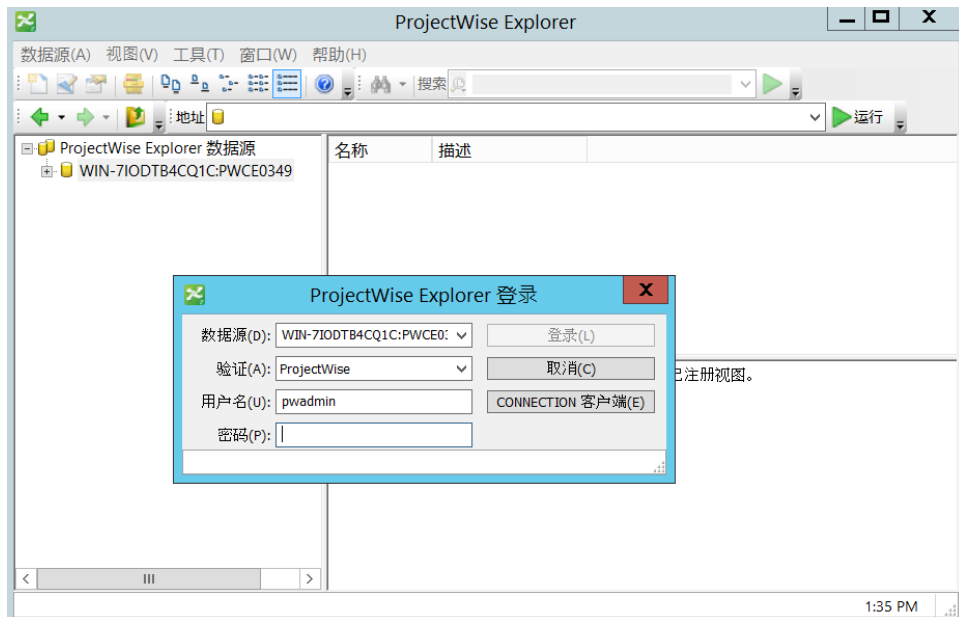 ProjectWise Explorer
数据源(A) 视图(V) 工具(T) 窗口(W) 帮助(H)
搜索
地址 运行
ProjectWise Explorer 数据源
WIN-7IODTB4CQ1C:PWCE0349
名称 描述
ProjectWise Explorer 登录
数据源(D): WIN-7IODTB4CQ1C:PWCE0 登录(L)
验证(A): ProjectWise 取消(C)
用户名(U): pwadmin CONNECTION 客户端(E)
密码(P):
已注册视图。
1:35 PM